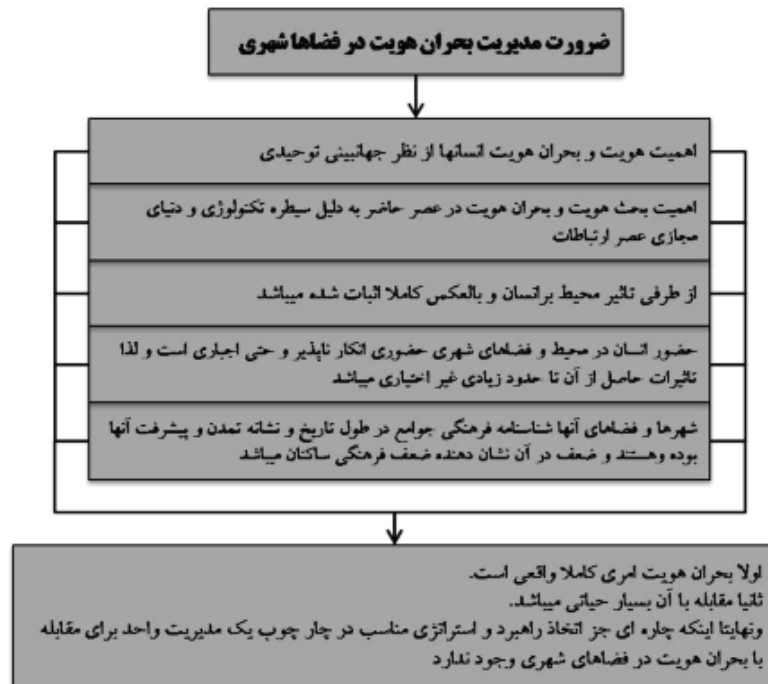 ضرورت مدیریت بحران هویت در فضاها شهری
اهمیت هویت و بحران هویت انسانها از نظر جهانبینی توحیدی
اهمیت بحث هویت و بحران هویت در عصر حاضر به دلیل سیطره تکنولوژی و دنیای
مجازی عصر ارتباطات
از طرفی تاثیر محیط برانسان و بالعکس کاملا اثبات شده میباشد
حضور انسان در محیط و فضاهای شهری حضوری انکار ناپذیر و حتی اجباری است و لذا
تاثیرات حاصل از آن تا حدود زیادی غیر اختیاری میباشد
شهرها و فضاهای آنها شناسنامه فرهنگی جوامع در طول تاریخ و نشانه تمدن و پیشرفت آنها
بوده وهستند و ضعف در آن نشان دهنده ضعف فرهنگی ساکنان میباشد
اولا بحران هویت امری کاملا واقعی است.
ثانیا مقابله با آن بسیار حیاتی میباشد.
ونهایتا اینکه چاره ای جز اتخاذ راهبرد و استراتژی مناسب در چار چوب یک مدیریت واحد برای مقابله
با بحران هویت در فضاهای شهری وجود ندارد